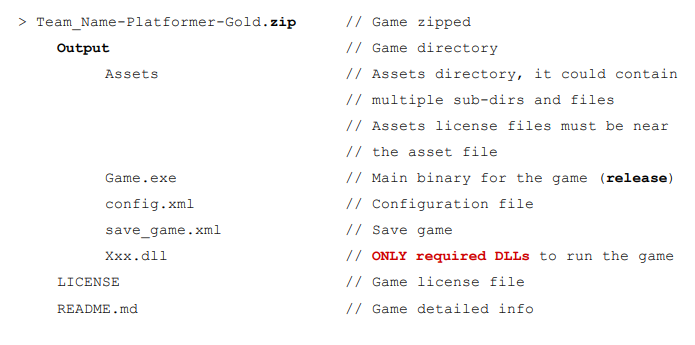 > Team_Name-Platformer-Gold.zip // Game zipped
Output // Game directory
Assets // Assets directory, it could contain
// multiple sub-dirs and files
// Assets license files must be near
// the asset file
Game.exe // Main binary for the game (release)
config.xml // Configuration file
save_game.xml // Save game
Xxx.dll // ONLY required DLLs to run the game
LICENSE // Game license file
README.md // Game detailed info